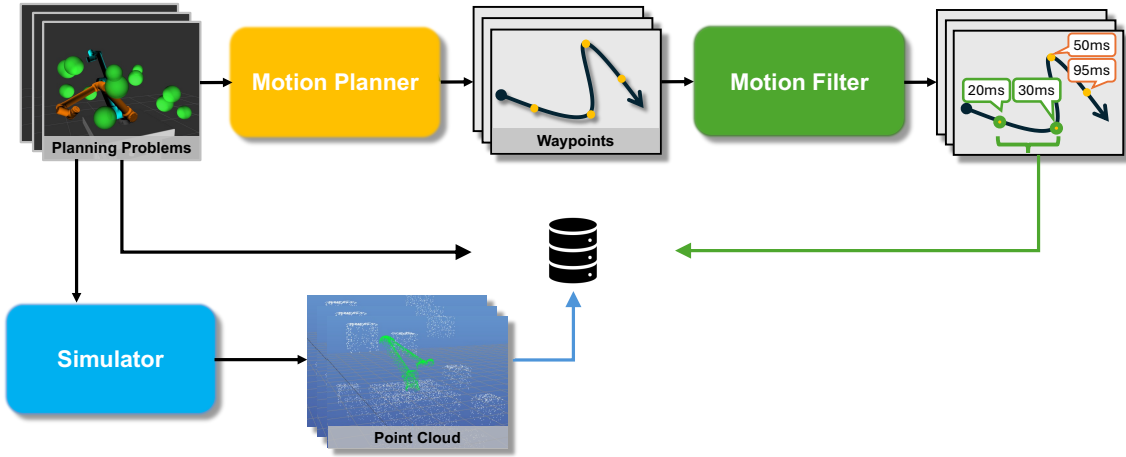 Planning Problems
Motion Planner
Waypoints
Motion Filter
50ms
95ms
20ms
30ms
Simulator
Point Cloud